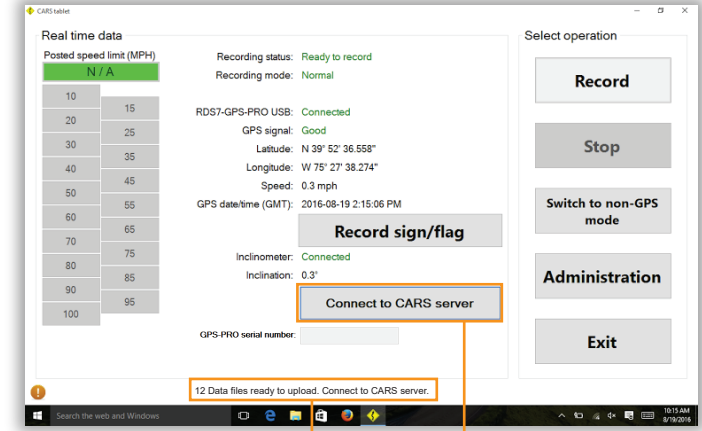 CARS tablet
Real time data
Posted speed limit (MPH)
N / A
10
15
20
25
30
35
40
45
50
55
60
65
70
75
80
85
90
95
100
Recording status: Ready to record
Recording mode: Normal
RDS7-GPS-PRO USB: Connected
GPS signal: Good
Latitude: N 39° 52' 36.558"
Longitude: W 75° 27' 38.274"
Speed: 0.3 mph
GPS date/time (GMT): 2016-08-19 2:15:06 PM
Record sign/flag
Inclinometer: Connected
Inclination: 0.3°
Connect to CARS server
GPS-PRO serial number:
12 Data files ready to upload. Connect to CARS server.
Select operation
Record
Stop
Switch to non-GPS
mode
Administration
Exit
Search the web and Windows
10:15 AM
8/19/2016